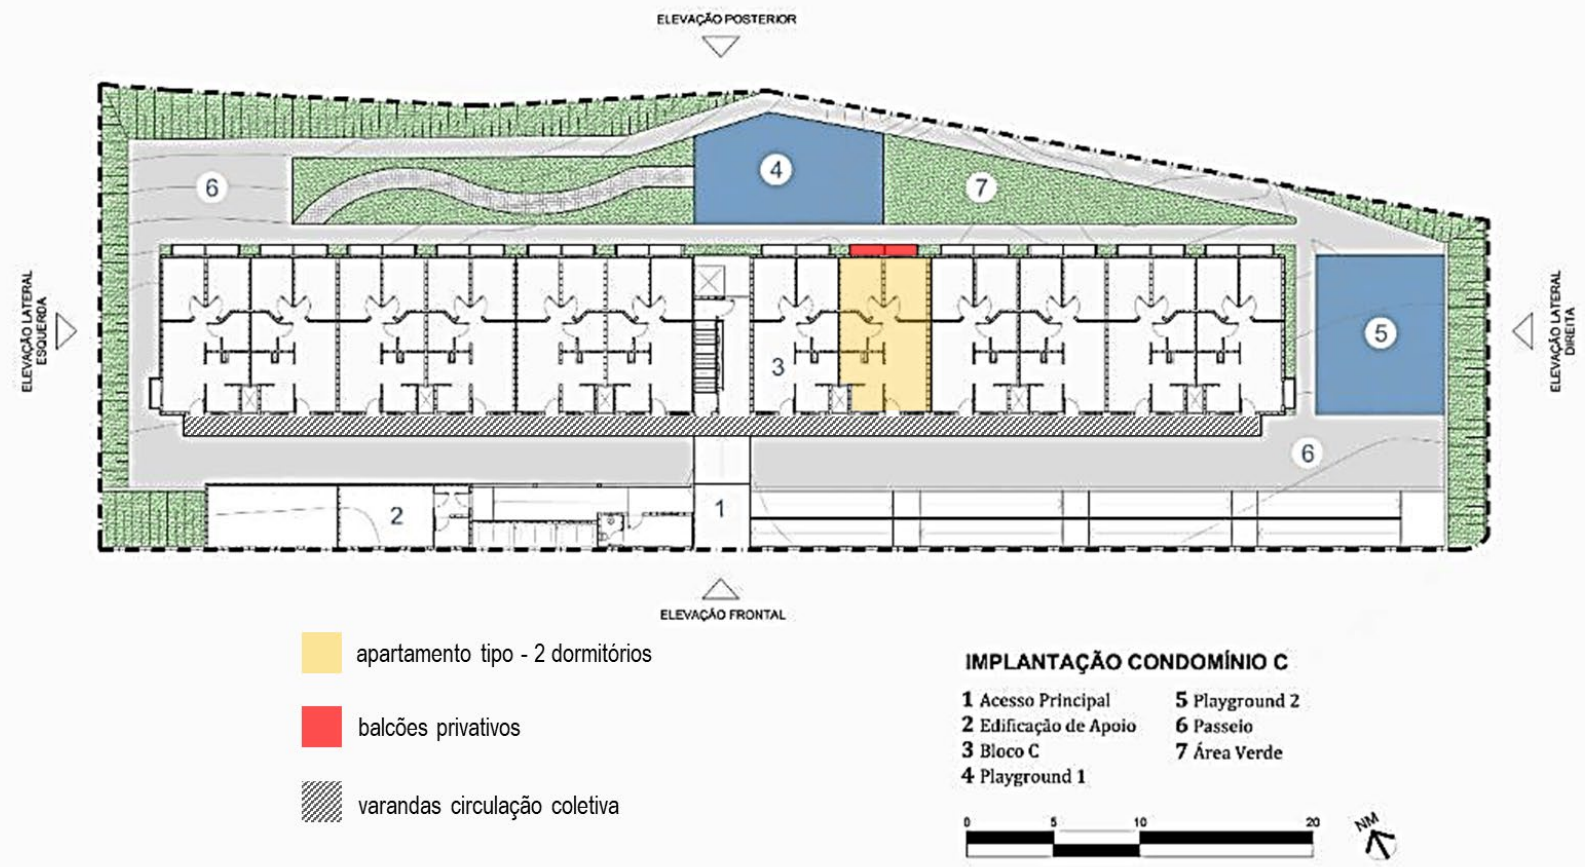 ELEVAÇÃO POSTERIOR
4
6
7
ELEVAÇÃO LATERAL
ESQUERDA
ELEVAÇÃO LATERAL
DIREITA
5
3
6
2
1
ELEVAÇÃO FRONTAL
apartamento tipo - 2 dormitórios
balcões privativos
varandas circulação coletiva
IMPLANTAÇÃO CONDOMÍNIO C
1 Acesso Principal
2 Edificação de Apoio
3 Bloco C
4 Playground 1
5 Playground 2
6 Passeio
7 Área Verde
0 5 10 20
NM